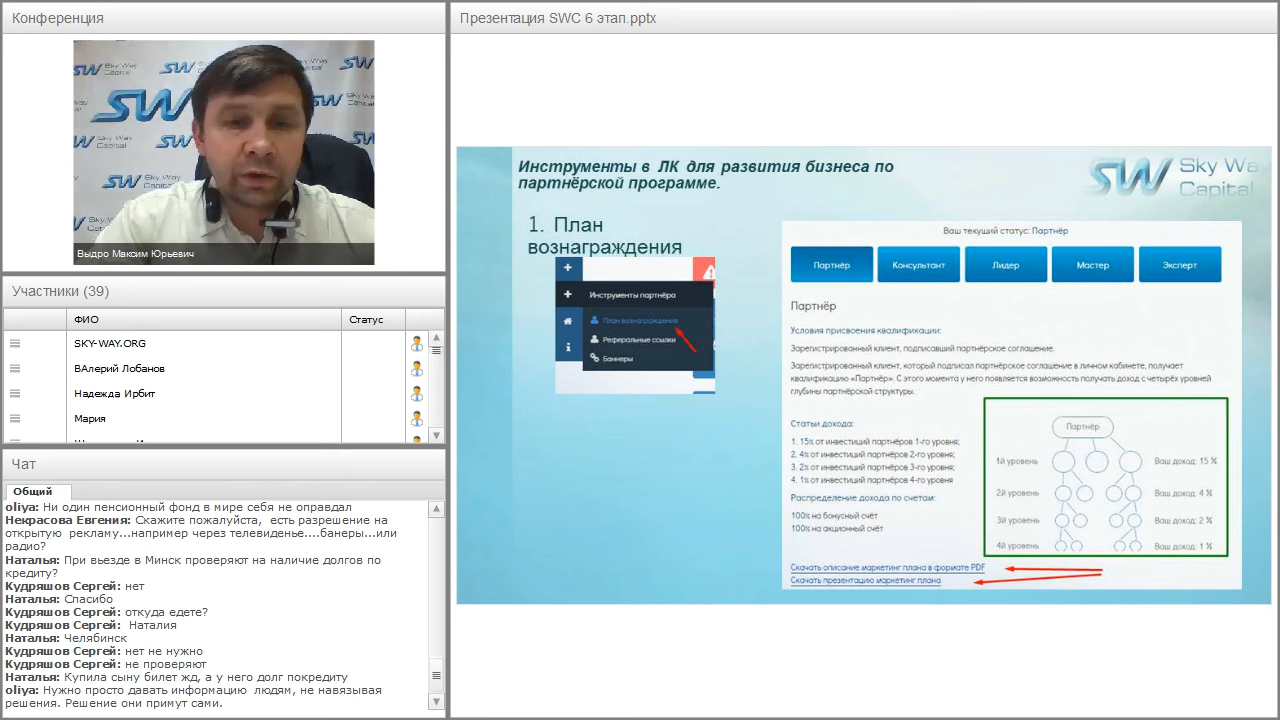 Конференция
SW
Sky Way
Capital
Sky Way
Capital
Выдро Максим Юрьевич
Участники (39)
ФИО
Статус
SKY-WAY.ORG
ВАлерий Лобанов
Надежда Ирбит
Мария
Чат
Общий
oliya: Ни один пенсионный фонд в мире себя не оправдал
Некрасова Евгения: Скажите пожалуйста, есть разрешение на
открытую рекламу...например через телевиденье....банеры...или
радио?
Наталья: При въезде в Минск проверяют на наличие долгов по
кредиту?
Кудряшов Сергей: нет
Наталья: Спасибо
Кудряшов Сергей: откуда едете?
Кудряшов Сергей: Наталия
Наталья: Челябинск
Кудряшов Сергей: нет не нужно
Кудряшов Сергей: не проверяют
Наталья: Купила сыну билет жд, а у него долг покредиту
oliya: Нужно просто давать информацию людям, не навязывая
решения. Решение они примут сами.
Презентация SWC 6 этап.pptx
Инструменты в ЛК для развития бизнеса по
партнёрской программе.
SW Sky Way
Capital
1. План
вознаграждения
Инструменты партнёра
План вознаграждения
Реферальные ссылки
Баннеры
Ваш текущий статус: Партнёр
Партнёр
Консультант
Лидер
Мастер
Эксперт
Партнёр
Условия присвоения квалификации:
Зарегистрированный клиент, подписавший партнёрское соглашение.
Зарегистрированный клиент, который подписал партнёрское соглашение в личном кабинете, получает
квалификацию «Партнёр». С этого момента у него появляется возможность получать доход с четырёх уровней
глубины партнёрской структуры.
Статьи дохода:
1. 15% от инвестиций партнёров 1-го уровня;
2. 4% от инвестиций партнёров 2-го уровня;
3. 2% от инвестиций партнёров 3-го уровня;
4. 1% от инвестиций партнёров 4-го уровня
Распределение дохода по счетам:
100% на бонусный счёт
100% на акционный счёт
Партнёр
1й уровень
Ваш доход: 15 %
2й уровень
Ваш доход: 4 %
3й уровень
Ваш доход: 2 %
4й уровень
Ваш доход: 1 %
Скачать описание маркетинг плана в формате PDF
Скачать презентацию маркетинг плана